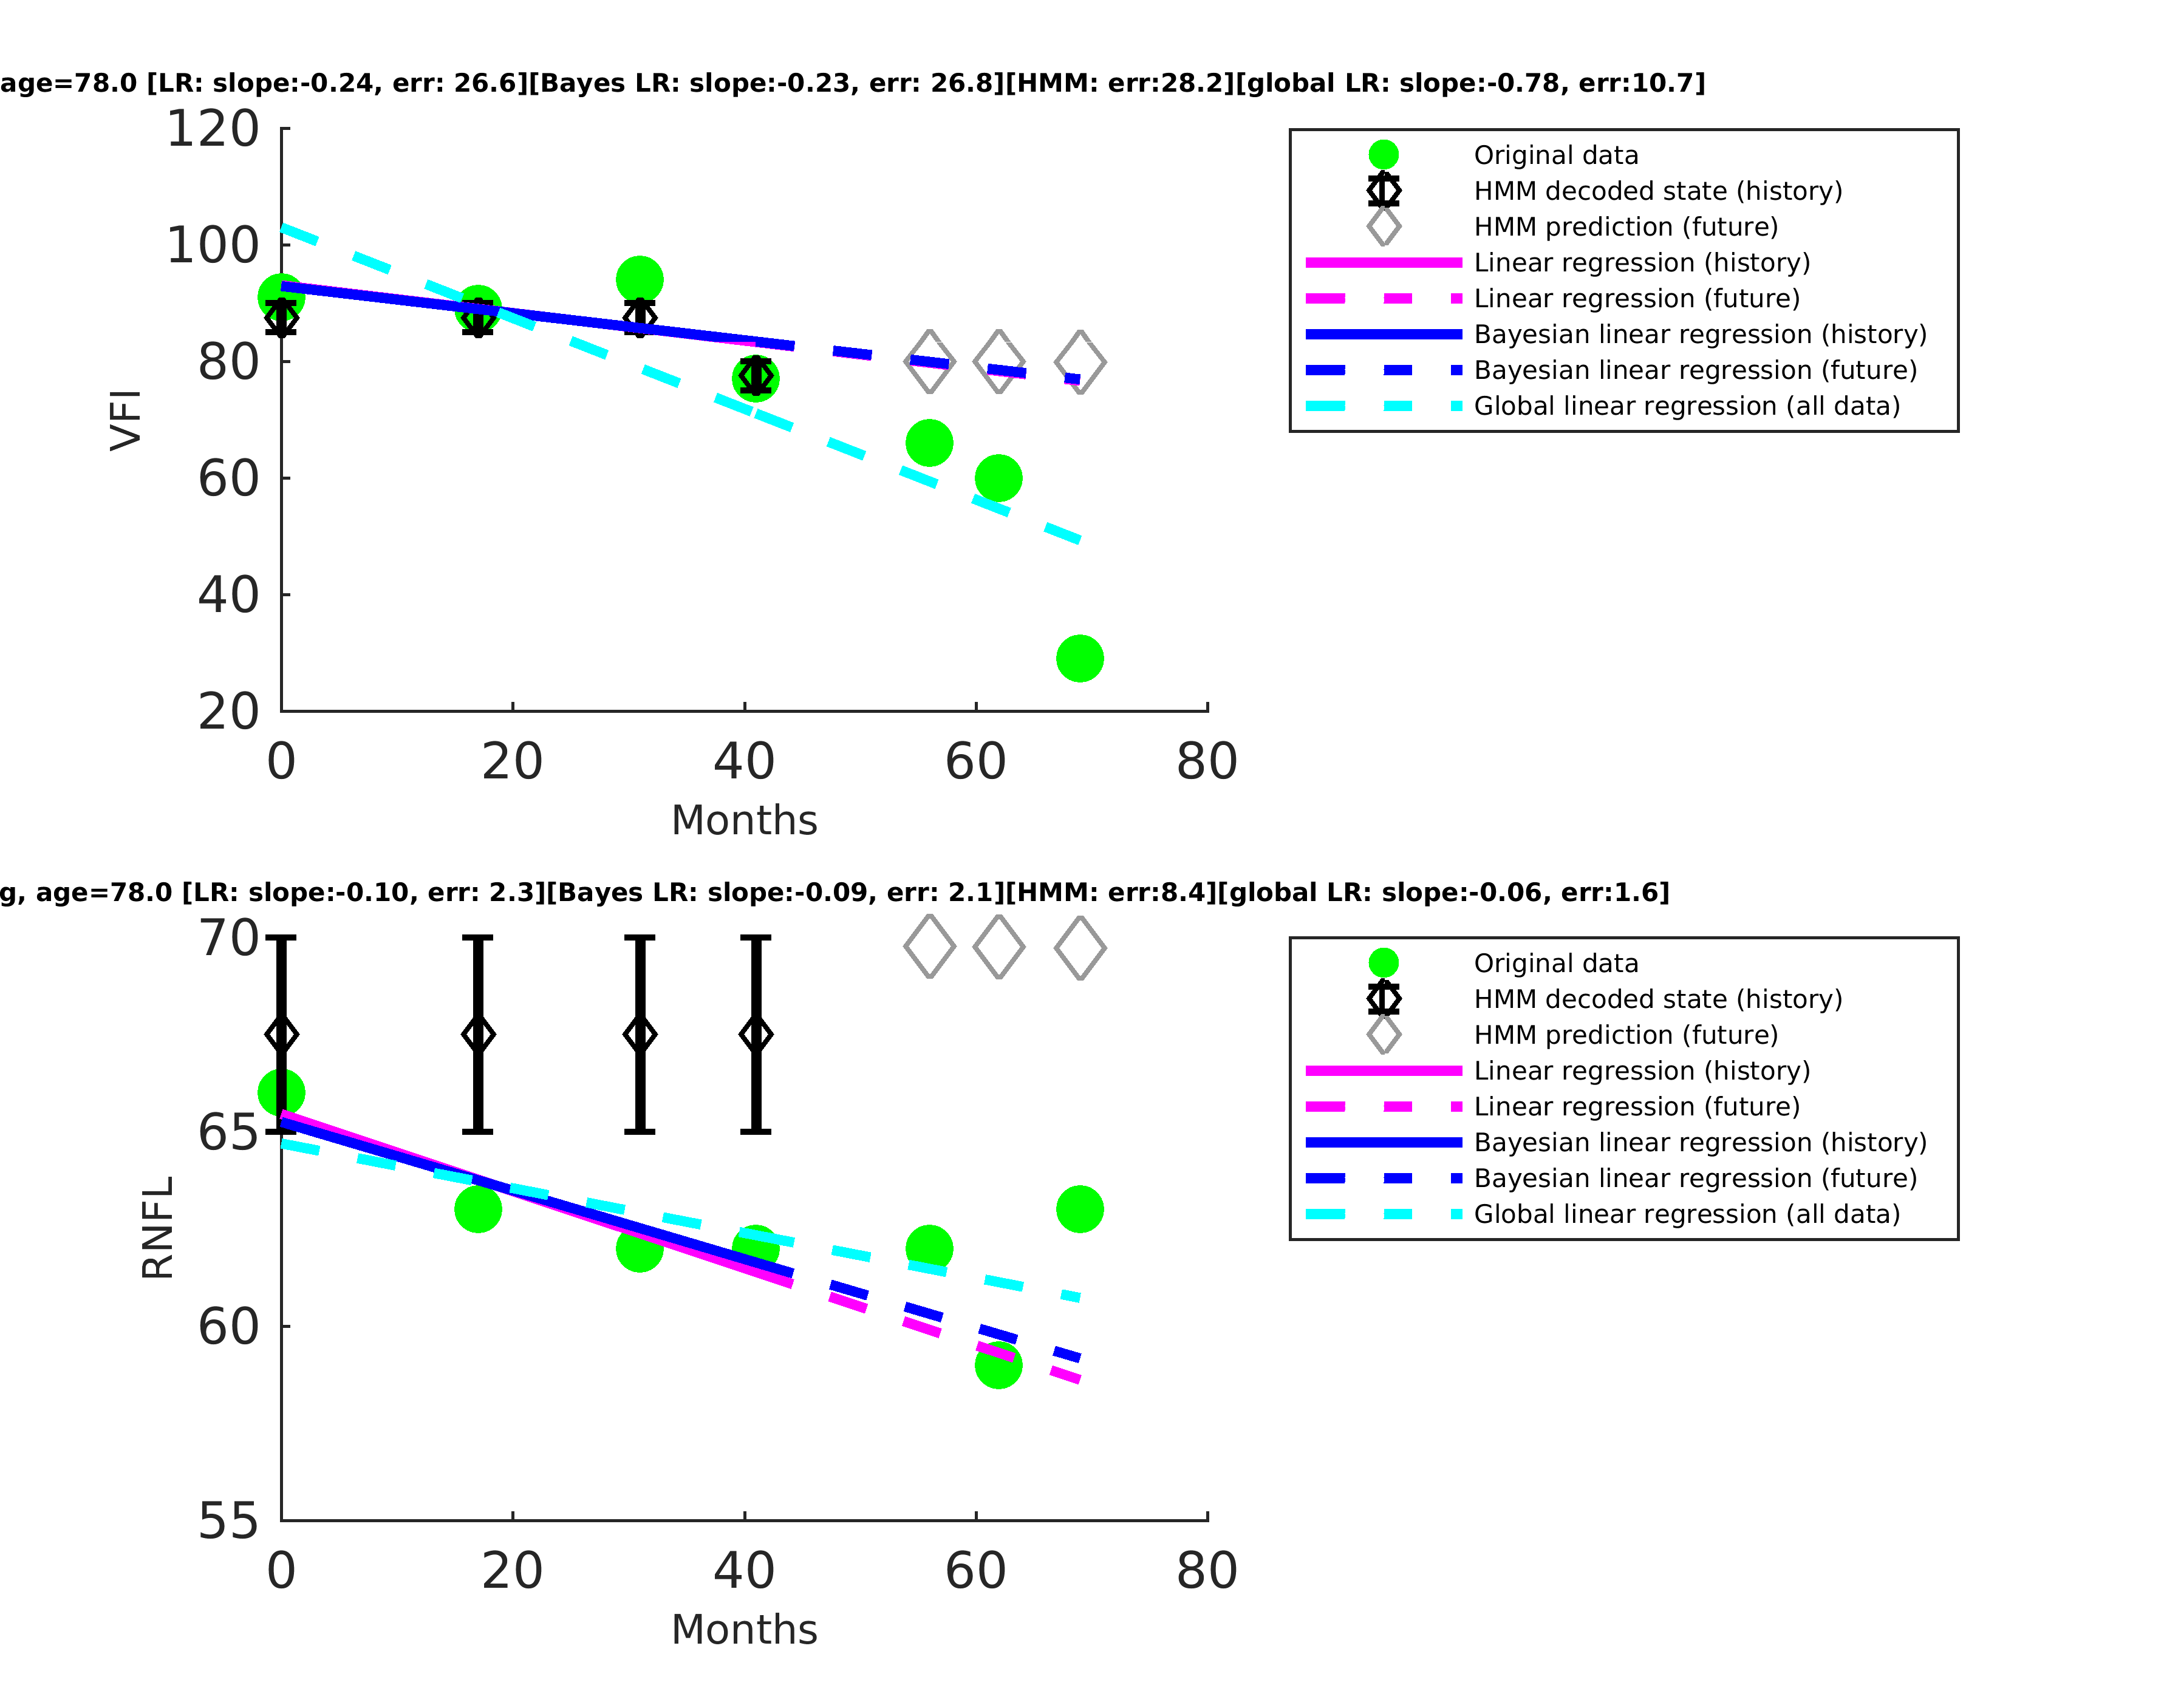 age=78.0 [LR: slope:-0.24, err: 26.6][Bayes LR: slope:-0.23, err: 26.8][HMM: err:28.2][global LR: slope:-0.78, err:10.7]
120
100
80
60
40
20
VFI
0 20 40 60 80
Months
Original data
HMM decoded state (history)
HMM prediction (future)
Linear regression (history)
Linear regression (future)
Bayesian linear regression (history)
Bayesian linear regression (future)
Global linear regression (all data)
g, age=78.0 [LR: slope:-0.10, err: 2.3][Bayes LR: slope:-0.09, err: 2.1][HMM: err:8.4][global LR: slope:-0.06, err:1.6]
70
65
60
55
RNFL
0 20 40 60 80
Months
Original data
HMM decoded state (history)
HMM prediction (future)
Linear regression (history)
Linear regression (future)
Bayesian linear regression (history)
Bayesian linear regression (future)
Global linear regression (all data)